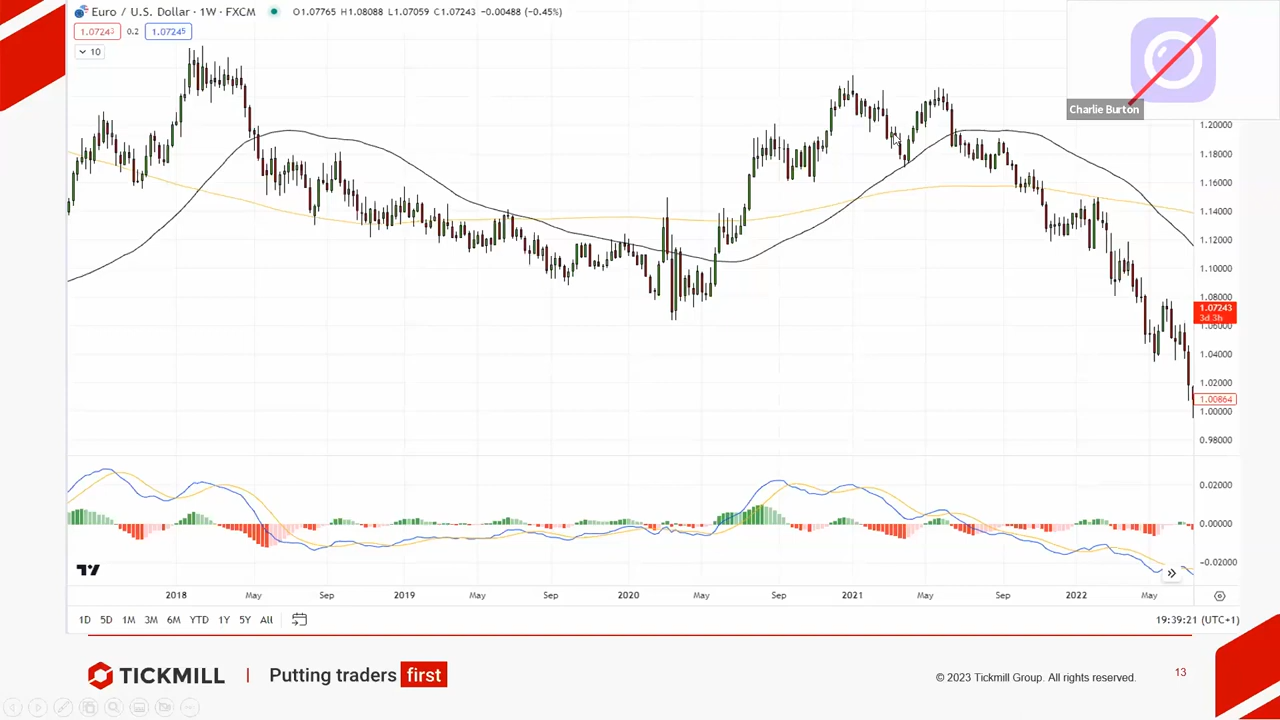 Euro / U.S. Dollar · 1W · FXCM O1.07765 H1.08088 L1.07059 C1.07243 −0.00488 (−0.45%)
1.07243 0.2 1.07245
10
Charlie Burton
1.20000
1.18000
1.16000
1.14000
1.12000
1.10000
1.08000
1.07243
3d 3h
1.06000
1.04000
1.02000
1.00864
1.00000
0.98000
0.02000
0.00000
−0.02000
2018 May Sep 2019 May Sep 2020 May Sep 2021 May Sep 2022 May
1D 5D 1M 3M 6M YTD 1Y 5Y All 19:39:21 (UTC+1)
TICKMILL | Putting traders first © 2023 Tickmill Group. All rights reserved. 13